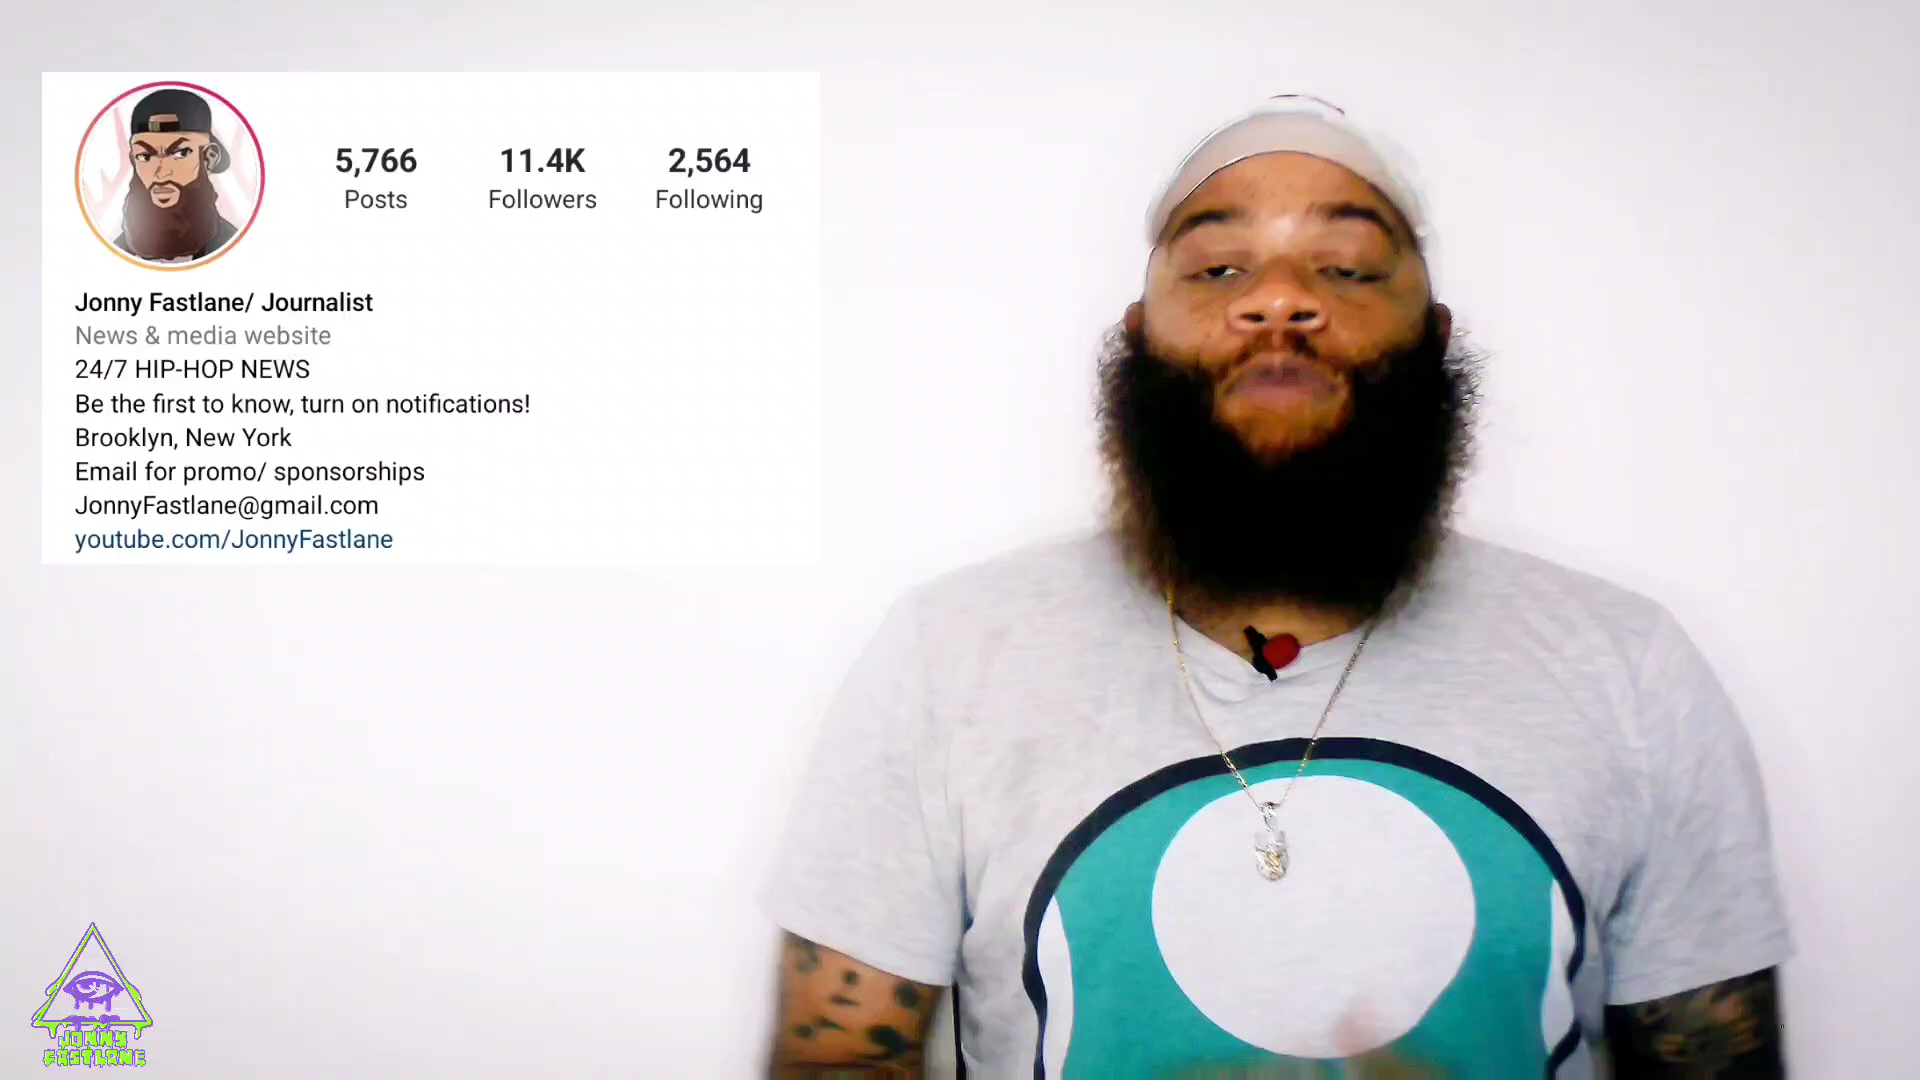 5,766 11.4K 2,564
Posts Followers Following
Jonny Fastlane/ Journalist
News & media website
24/7 HIP-HOP NEWS
Be the first to know, turn on notifications!
Brooklyn, New York
Email for promo/ sponsorships
JonnyFastlane@gmail.com
youtube.com/JonnyFastlane
JONNY
FASTLANE